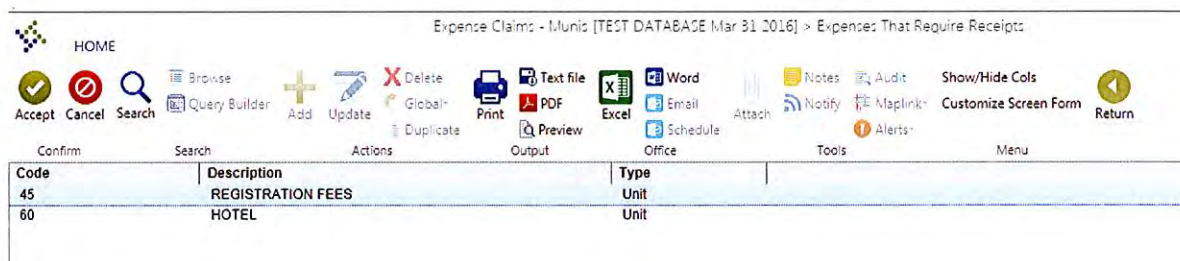 Expense Claims - Munis [TEST DATABASE Mar 31 2016] > Expenses That Require Receipts
HOME
Accept Cancel Search Browse Query Builder Add Update Delete Global Duplicate Print Text file PDF Preview Excel Word Email Schedule Attach Notes Notify Audit Maplink Alerts Show/Hide Cols Customize Screen Form Return
Confirm Search Actions Output Office Tools Menu
Code Description Type
45 REGISTRATION FEES Unit
60 HOTEL Unit